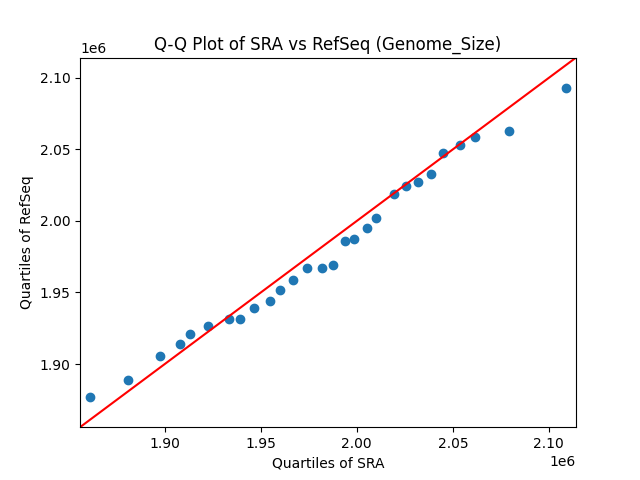 Q-Q Plot of SRA vs RefSeq (Genome_Size)
1e6
2.10
2.05
2.00
1.95
1.90
Quartiles of RefSeq
1.90 1.95 2.00 2.05 2.10
1e6
Quartiles of SRA